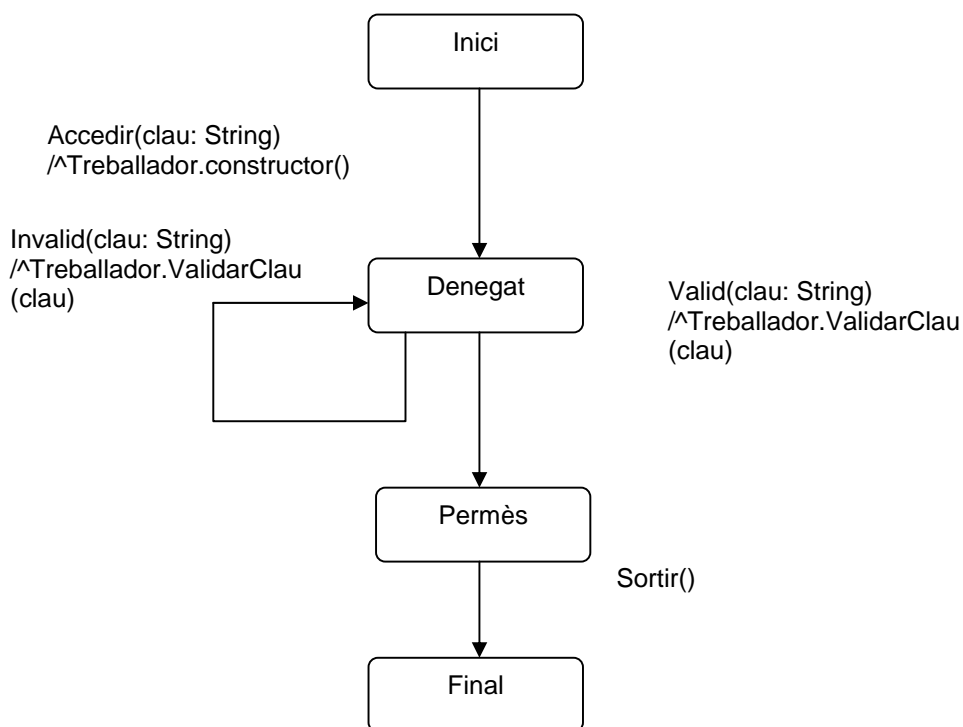 Inici
Accedir(clau: String)
/^Treballador.constructor()
Invalid(clau: String)
/^Treballador.ValidarClau
(clau)
Denegat
Valid(clau: String)
/^Treballador.ValidarClau
(clau)
Permès
Sortir()
Final